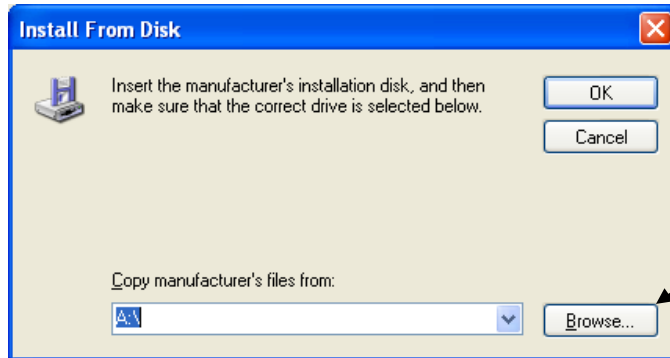 Install From Disk
Insert the manufacturer's installation disk, and then
make sure that the correct drive is selected below.
OK
Cancel
Copy manufacturer's files from:
A:\
Browse...